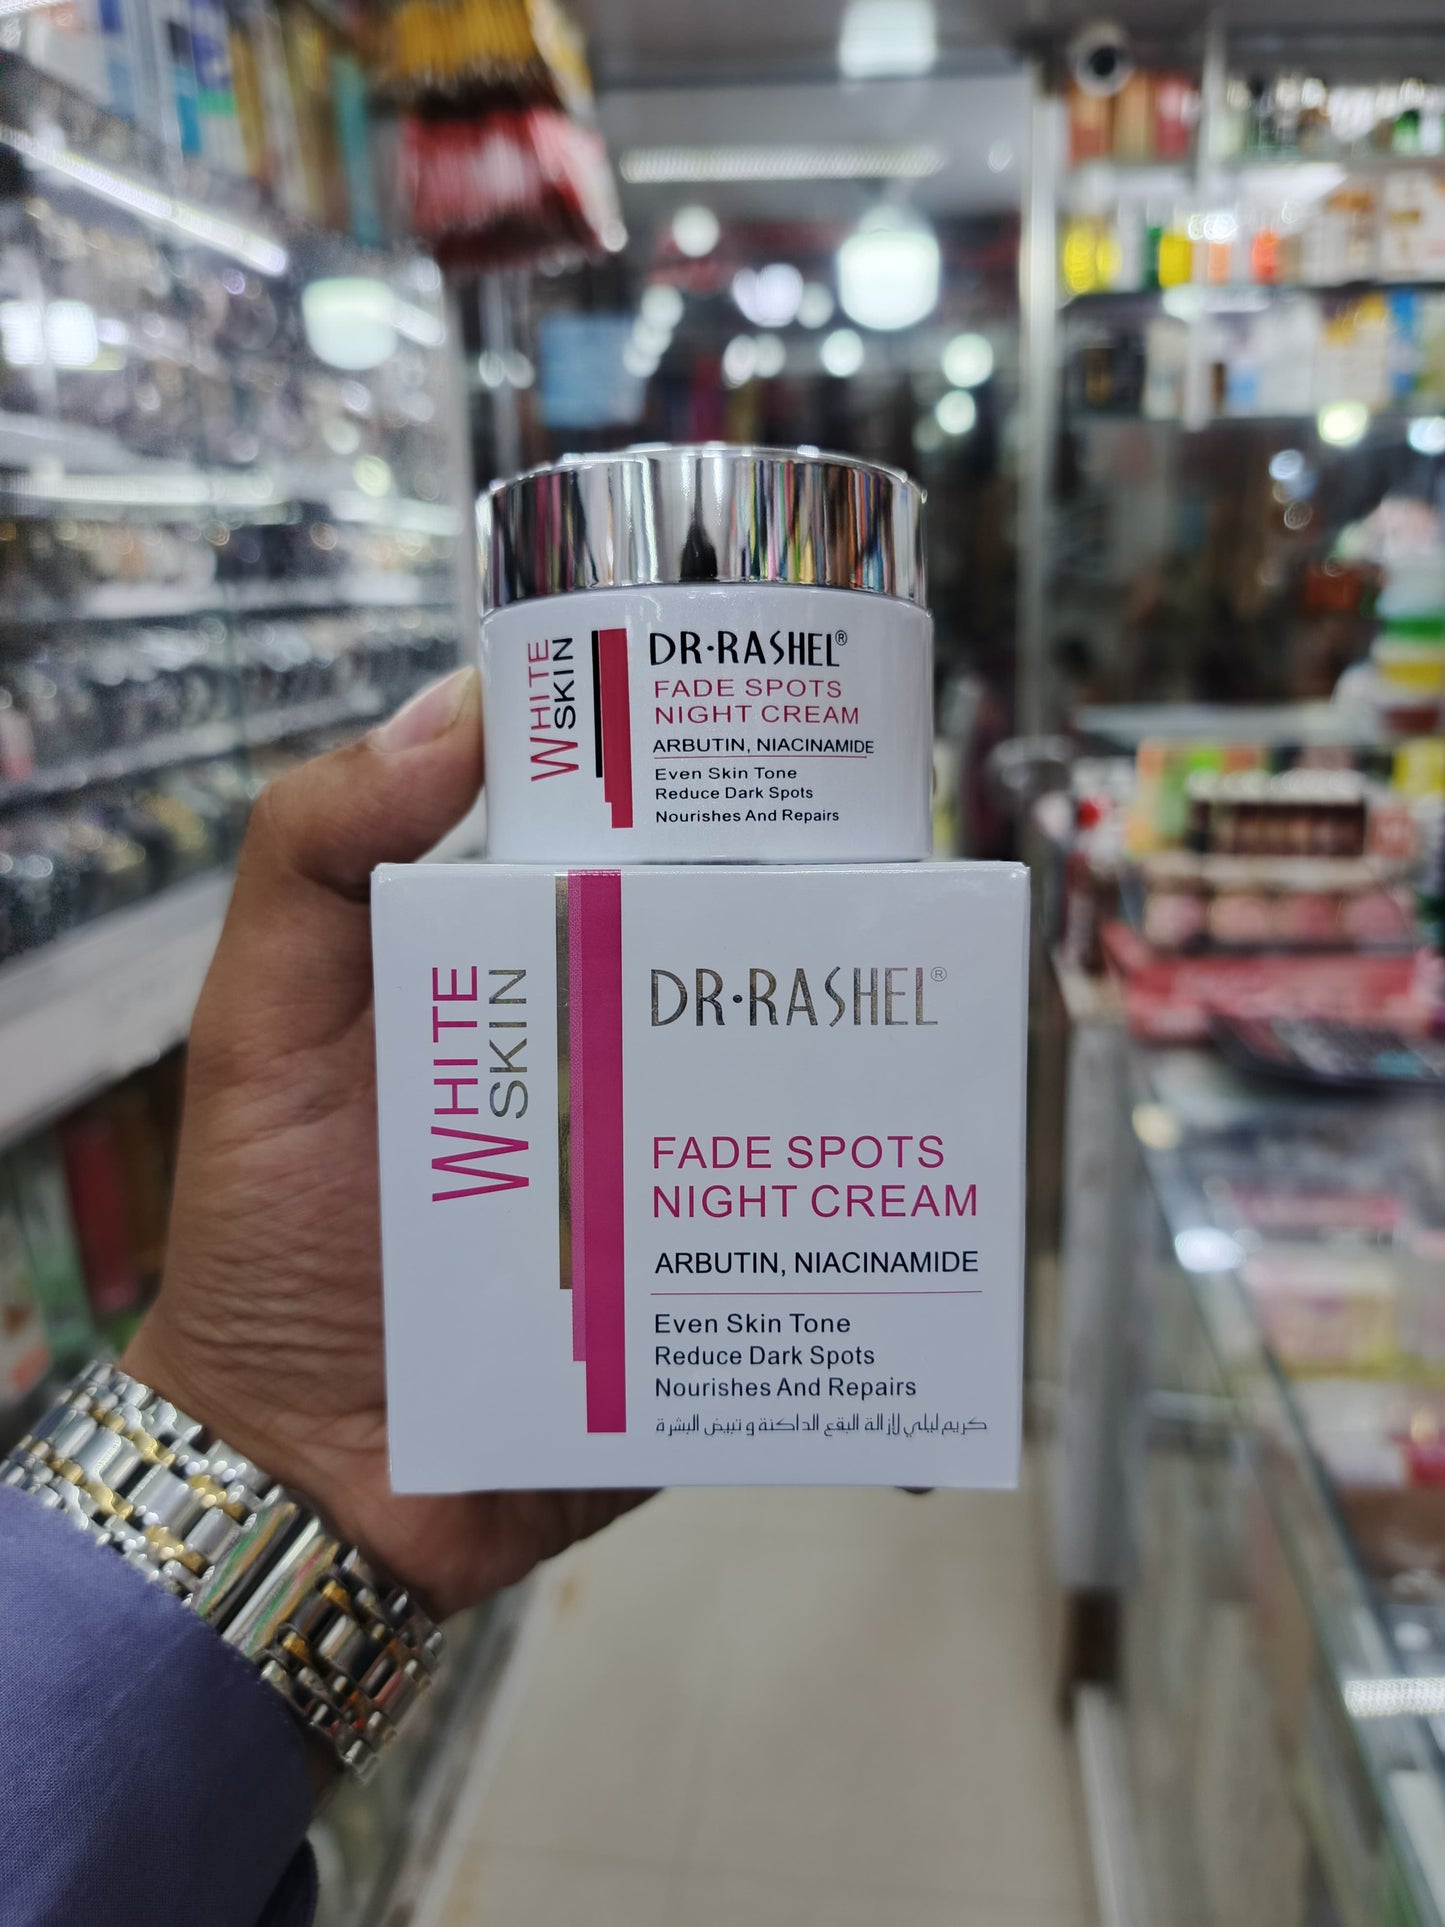 WHITE
SKIN
DR·RASHEL®
FADE SPOTS
NIGHT CREAM
ARBUTIN, NIACINAMIDE
Even Skin Tone
Reduce Dark Spots
Nourishes And Repairs
WHITE
SKIN
DR·RASHEL®
FADE SPOTS
NIGHT CREAM
ARBUTIN, NIACINAMIDE
Even Skin Tone
Reduce Dark Spots
Nourishes And Repairs
كريم ليلي لازالة البقع الداكنة و تبيض البشرة